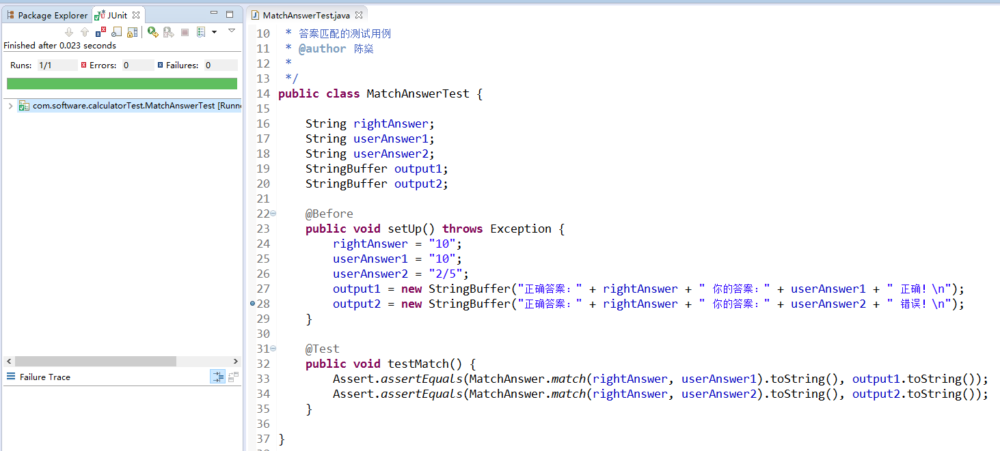 Package Explorer
JUnit
Finished after 0.023 seconds
Runs: 1/1 Errors: 0 Failures: 0
com.software.calculatorTest.MatchAnswerTest [Runne
Failure Trace
MatchAnswerTest.java
10 * 答案匹配的测试用例
11 * @author 陈燊
12 *
13 */
14 public class MatchAnswerTest {
15
16 String rightAnswer;
17 String userAnswer1;
18 String userAnswer2;
19 StringBuffer output1;
20 StringBuffer output2;
21
22 @Before
23 public void setUp() throws Exception {
24 rightAnswer = "10";
25 userAnswer1 = "10";
26 userAnswer2 = "2/5";
27 output1 = new StringBuffer("正确答案：" + rightAnswer + " 你的答案：" + userAnswer1 + " 正确！\n");
28 output2 = new StringBuffer("正确答案：" + rightAnswer + " 你的答案：" + userAnswer2 + " 错误！\n");
29 }
30
31 @Test
32 public void testMatch() {
33 Assert.assertEquals(MatchAnswer.match(rightAnswer, userAnswer1).toString(), output1.toString());
34 Assert.assertEquals(MatchAnswer.match(rightAnswer, userAnswer2).toString(), output2.toString());
35 }
36
37 }